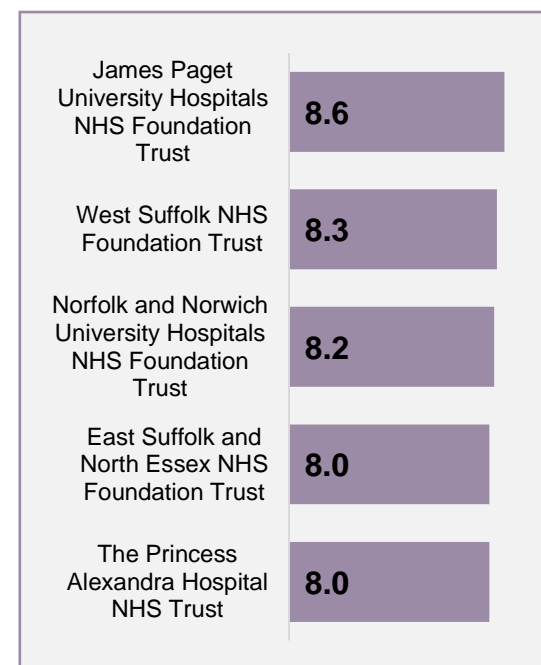 James Paget
University Hospitals
NHS Foundation
Trust
8.6
West Suffolk NHS
Foundation Trust
8.3
Norfolk and Norwich
University Hospitals
NHS Foundation
Trust
8.2
East Suffolk and
North Essex NHS
Foundation Trust
8.0
The Princess
Alexandra Hospital
NHS Trust
8.0